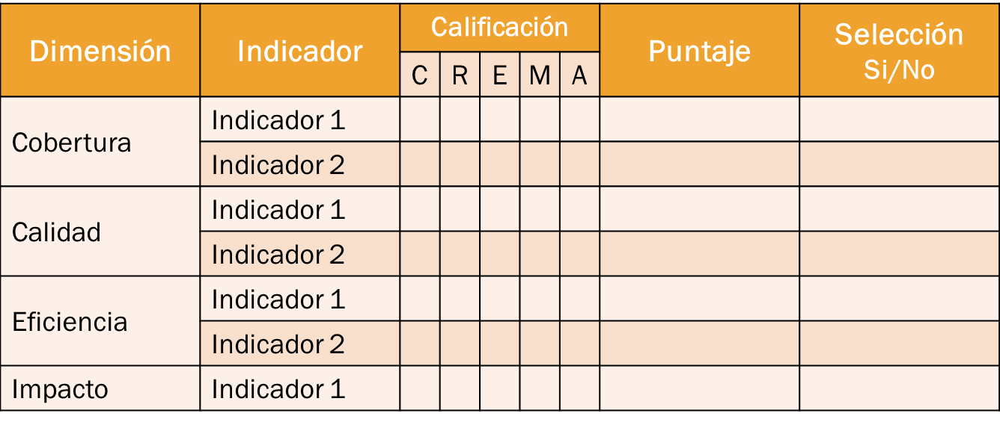 Dimensión Indicador Calificación Puntaje Selección
Si/No
C R E M A
Cobertura
Indicador 1
Indicador 2
Calidad
Indicador 1
Indicador 2
Eficiencia
Indicador 1
Indicador 2
Impacto
Indicador 1